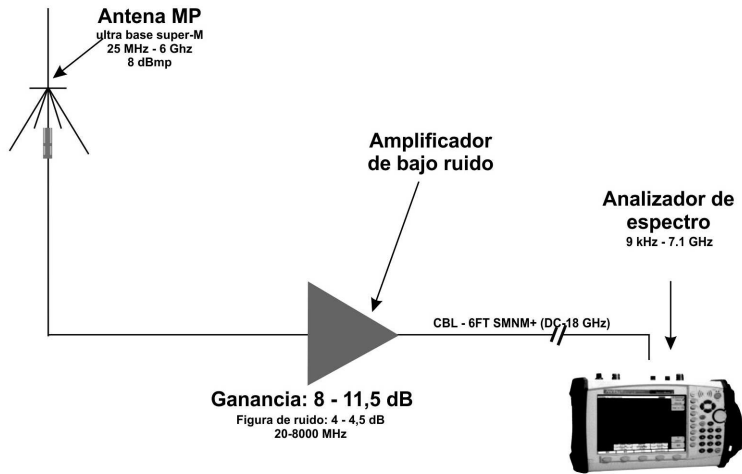 Antena MP
ultra base super-M
25 MHz - 6 Ghz
8 dBmp
Amplificador
de bajo ruido
Analizador de
espectro
9 kHz - 7.1 GHz
CBL - 6FT SMNM+ (DC-18 GHz)
Ganancia: 8 - 11,5 dB
Figura de ruido: 4 - 4,5 dB
20-8000 MHz